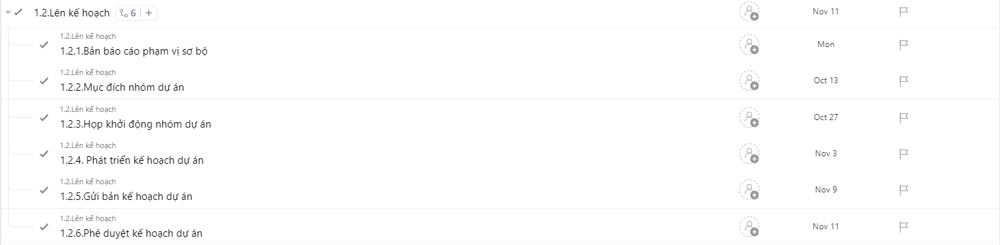 1.2.Lên kế hoạch 6 +
Nov 11
1.2.Lên kế hoạch
1.2.1.Bản báo cáo phạm vị sơ bộ
Mon
1.2.Lên kế hoạch
1.2.2.Mục đích nhóm dự án
Oct 13
1.2.Lên kế hoạch
1.2.3.Họp khởi động nhóm dự án
Oct 27
1.2.Lên kế hoạch
1.2.4. Phát triển kế hoạch dự án
Nov 3
1.2.Lên kế hoạch
1.2.5.Gửi bản kế hoạch dự án
Nov 9
1.2.Lên kế hoạch
1.2.6.Phê duyệt kế hoạch dự án
Nov 11